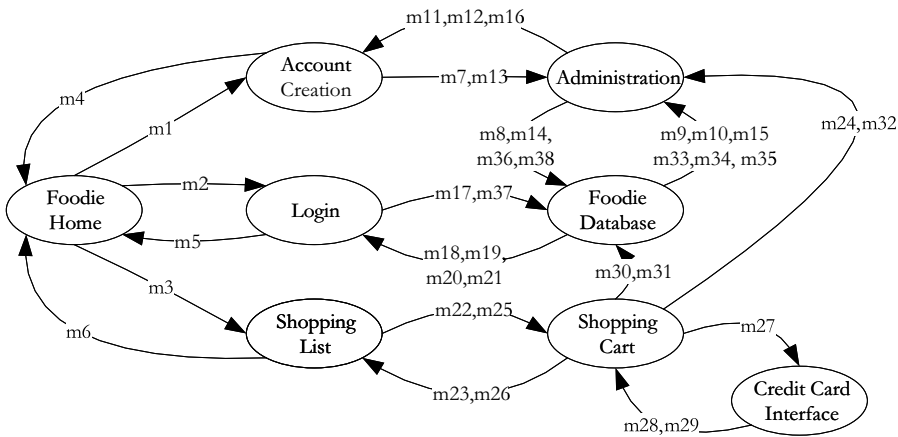 m11,m12,m16
Account
Creation
m7,m13
Administration
m4
m1
m8,m14,
m36,m38
m9,m10,m15
m33,m34, m35
m24,m32
Foodie
Home
m2
Login
m17,m37
Foodie
Database
m5
m18,m19,
m20,m21
m30,m31
m3
m6
Shopping
List
m22,m25
Shopping
Cart
m27
m23,m26
Credit Card
Interface
m28,m29